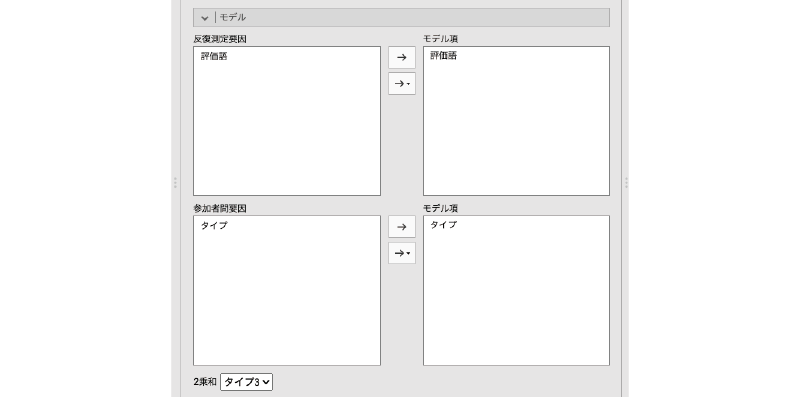 モデル
反復測定要因
モデル項
評価語
評価語
参加者間要因
モデル項
タイプ
タイプ
2乗和 タイプ3